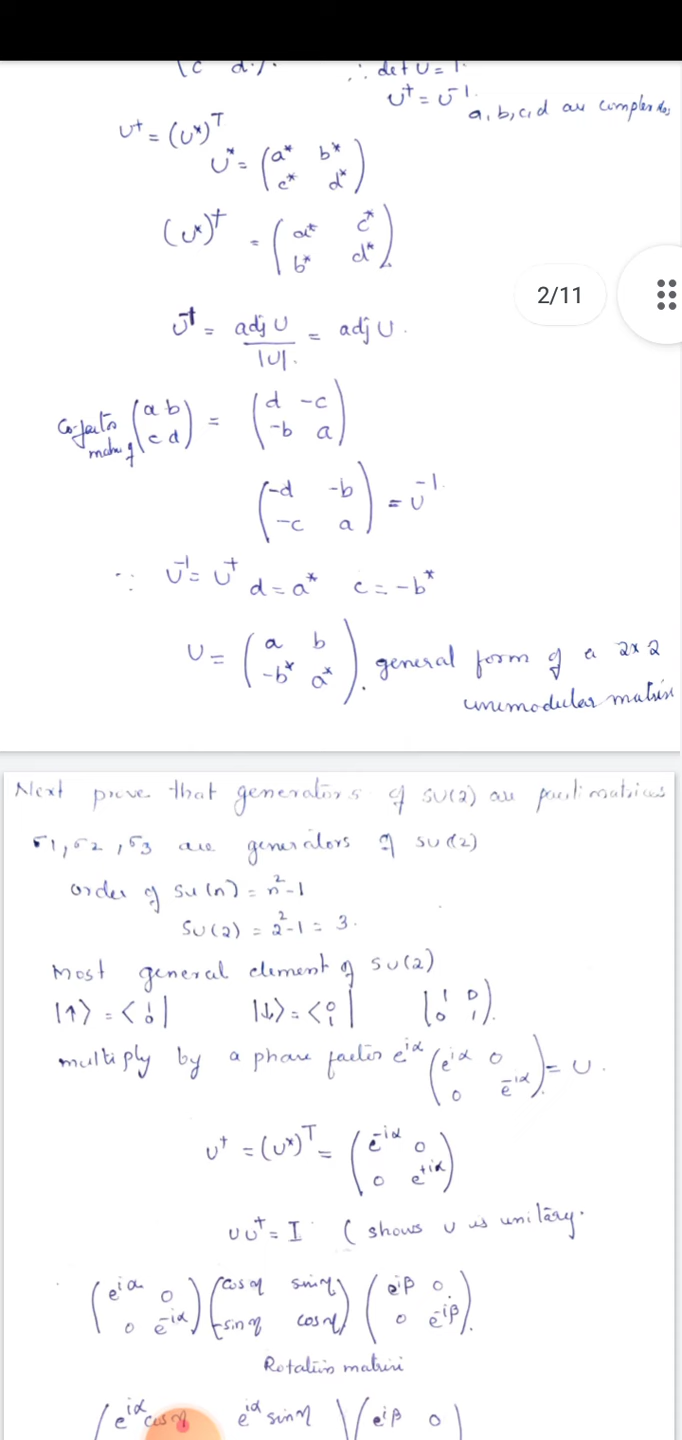 (c d). ∴ det U = 1.
U† = U⁻¹.
a, b, c, d are complex
U† = (U*)ᵀ
U* = (a* b*
c* d*)
(U*)† = (a* c*
b* d*)
2/11
U⁻¹ = adj U / |U|. = adj U.
Co-factor matrix of (a b
c d) = (d -c
-b a)
(-d -b
-c a) = U⁻¹.
∵ U⁻¹ = U† d = a* c = -b*
U = (a b
-b* a*). general form of a 2x2
unimodular matrix
Next prove that generators of SU(2) are pauli matrices
σ1, σ2, σ3 are generators of SU(2)
order of SU(n) = n²-1
SU(2) = 2²-1 = 3.
Most general element of SU(2)
|↑> = <1 0| |↓> = <0 1| (1 0
0 1).
multiply by a phase factor e^iα (e^iα 0
0 e^-iα) = U.
U† = (U*)ᵀ = (e^-iα 0
0 e^+iα)
UU† = I (shows U is unitary.
(e^iα 0
0 e^-iα) (cos η sin η
-sin η cos η) (e^iβ 0
0 e^-iβ).
Rotation matrix
(e^iα cos η e^iα sin η) (e^iβ 0)